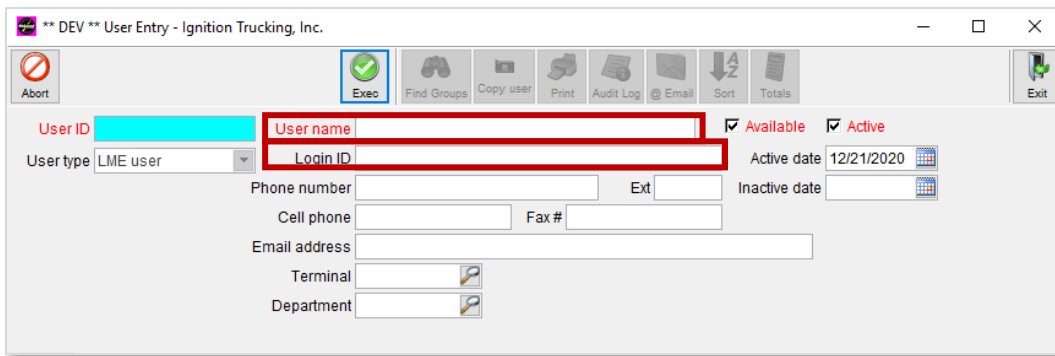 ** DEV ** User Entry - Ignition Trucking, Inc.
Abort Exec Find Groups Copy user Print Audit Log @ Email Sort Totals Exit
User ID User name Available Active
User type LME user Login ID Active date 12/21/2020
Phone number Ext Inactive date
Cell phone Fax #
Email address
Terminal
Department